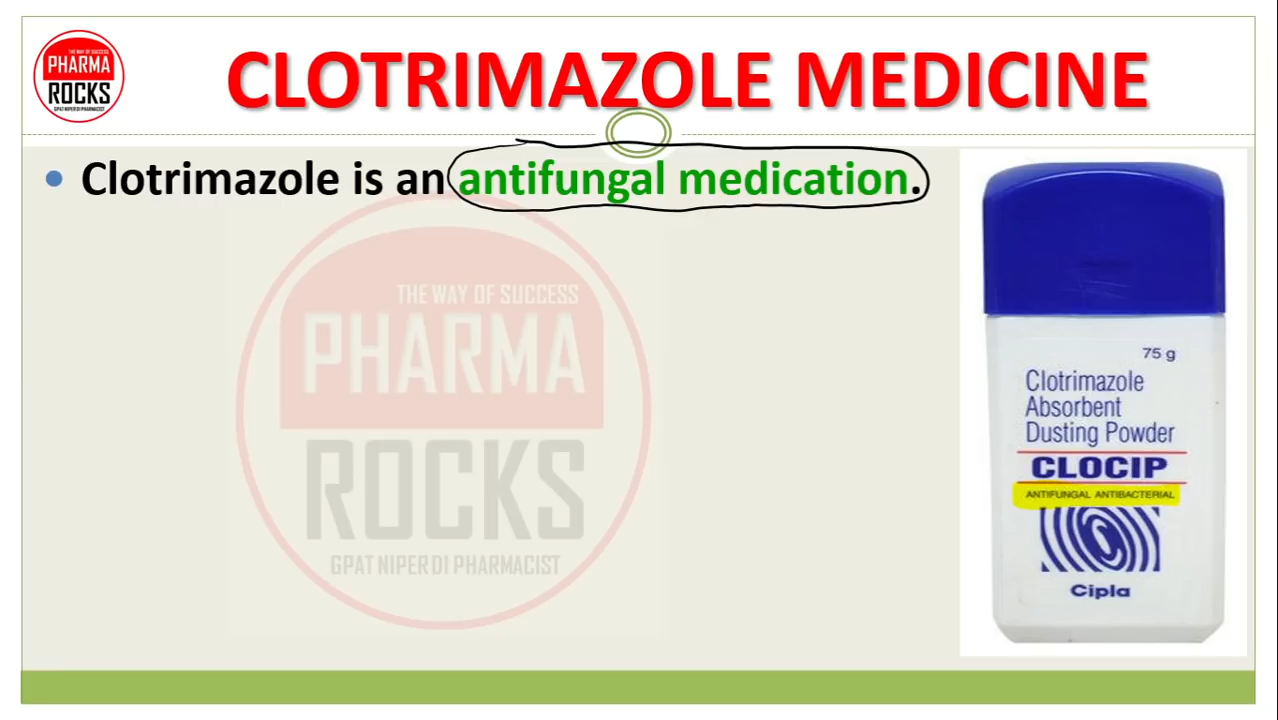 THE WAY OF SUCCESS
PHARMA
ROCKS
GPAT NIPER DI PHARMACIST
CLOTRIMAZOLE MEDICINE
• Clotrimazole is an antifungal medication.
THE WAY OF SUCCESS
PHARMA
ROCKS
GPAT NIPER DI PHARMACIST
75 g
Clotrimazole
Absorbent
Dusting Powder
CLOCIP
ANTIFUNGAL ANTIBACTERIAL
Cipla